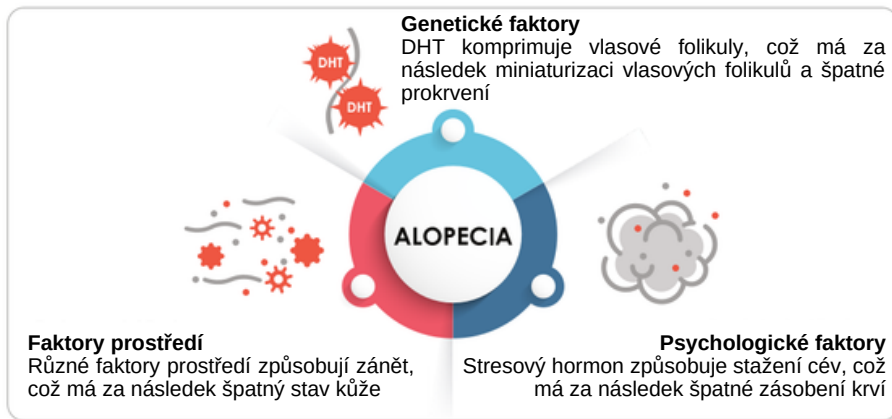 Genetické faktory
DHT komprimuje vlasové folikuly, což má za
následek miniaturizaci vlasových folikulů a špatné
prokrvení
DHT
DHT
ALOPECIA
Faktory prostředí
Různé faktory prostředí způsobují zánět,
což má za následek špatný stav kůže
Psychologické faktory
Stresový hormon způsobuje stažení cév, což
má za následek špatné zásobení krví